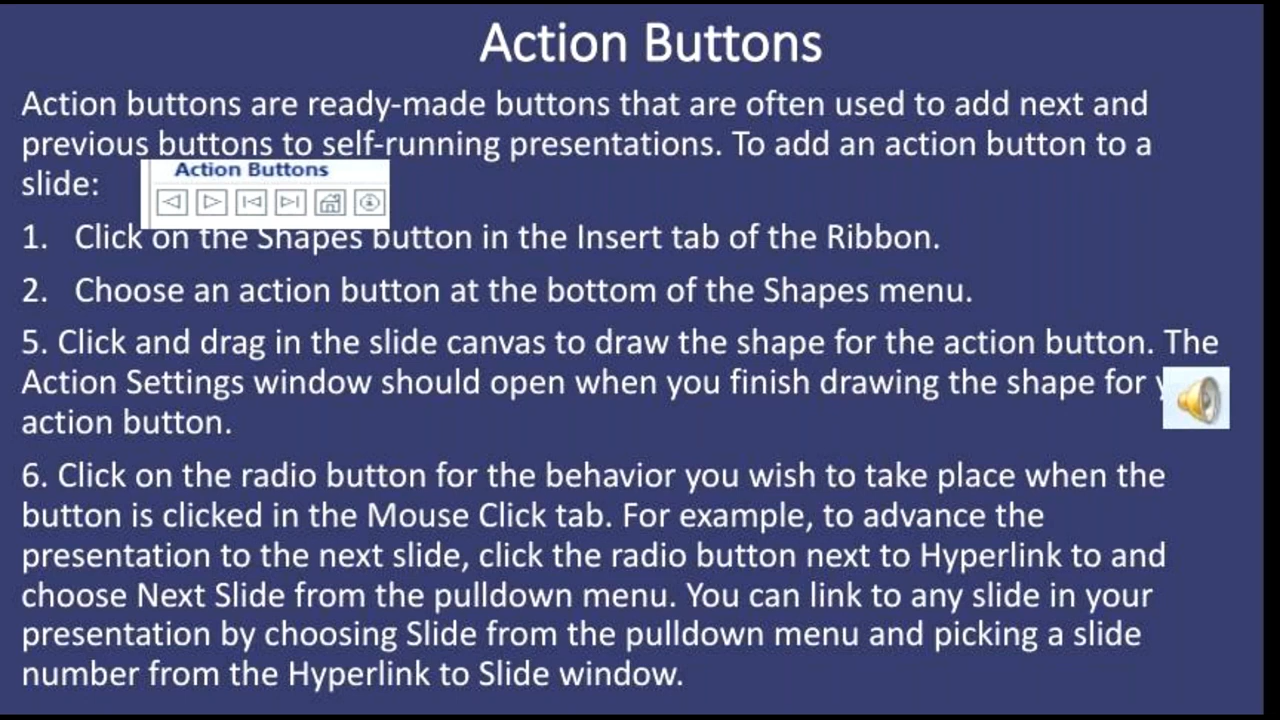 Action Buttons
Action buttons are ready-made buttons that are often used to add next and
previous buttons to self-running presentations. To add an action button to a
slide:
Action Buttons
1. Click on the Shapes button in the Insert tab of the Ribbon.
2. Choose an action button at the bottom of the Shapes menu.
5. Click and drag in the slide canvas to draw the shape for the action button. The
Action Settings window should open when you finish drawing the shape for
action button.
6. Click on the radio button for the behavior you wish to take place when the
button is clicked in the Mouse Click tab. For example, to advance the
presentation to the next slide, click the radio button next to Hyperlink to and
choose Next Slide from the pulldown menu. You can link to any slide in your
presentation by choosing Slide from the pulldown menu and picking a slide
number from the Hyperlink to Slide window.